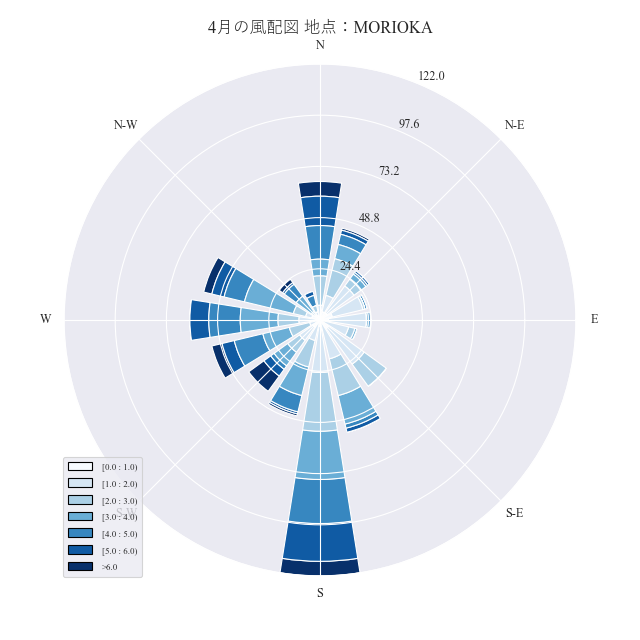 4月の風配図 地点：MORIOKA
N
122.0
N-W
97.6
N-E
73.2
48.8
24.4
W
E
[0.0 : 1.0)
[1.0 : 2.0)
[2.0 : 3.0)
[3.0 : 4.0)
[4.0 : 5.0)
[5.0 : 6.0)
>6.0
S-W
S-E
S